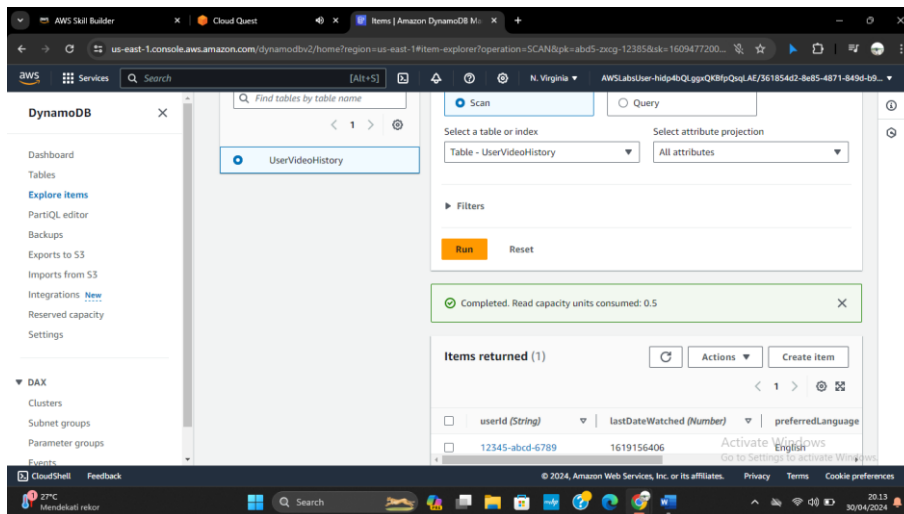 AWS Skill Builder
Cloud Quest
Items | Amazon DynamoDB Ma
us-east-1.console.aws.amazon.com/dynamodbv2/home?region=us-east-1#item-explorer?operation=SCAN&pk=abd5-zxcg-12385&sk=1609477200...
aws
Services
Search
[Alt+S]
N. Virginia
AWSLabsUser-hidp4bQLggxQKBfpQsqLAE/361854d2-8e85-4871-849d-b9...
DynamoDB
Dashboard
Tables
Explore items
PartiQL editor
Backups
Exports to S3
Imports from S3
Integrations New
Reserved capacity
Settings
DAX
Clusters
Subnet groups
Parameter groups
Events
Find tables by table name
1
UserVideoHistory
Scan
Query
Select a table or index
Select attribute projection
Table - UserVideoHistory
All attributes
Filters
Run
Reset
Completed. Read capacity units consumed: 0.5
Items returned (1)
Actions
Create item
1
userId (String)
lastDateWatched (Number)
preferredLanguage
12345-abcd-6789
1619156406
English
Activate Windows
Go to Settings to activate Windows.
CloudShell
Feedback
© 2024, Amazon Web Services, Inc. or its affiliates.
Privacy
Terms
Cookie preferences
1
27°C
Mendekati rekor
Search
20.13
30/04/2024